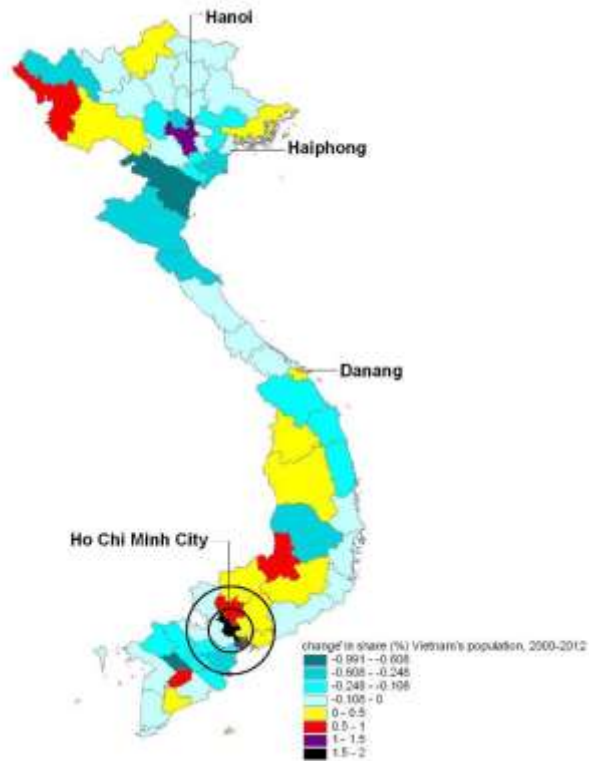 Hanoi
Haiphong
Danang
Ho Chi Minh City
change in share (%) Vietnam's population, 2000-2012
-0.991 - -0.608
-0.608 - -0.248
-0.248 - -0.108
-0.108 - 0
0 - 0.5
0.5 - 1
1 - 1.5
1.5 - 2